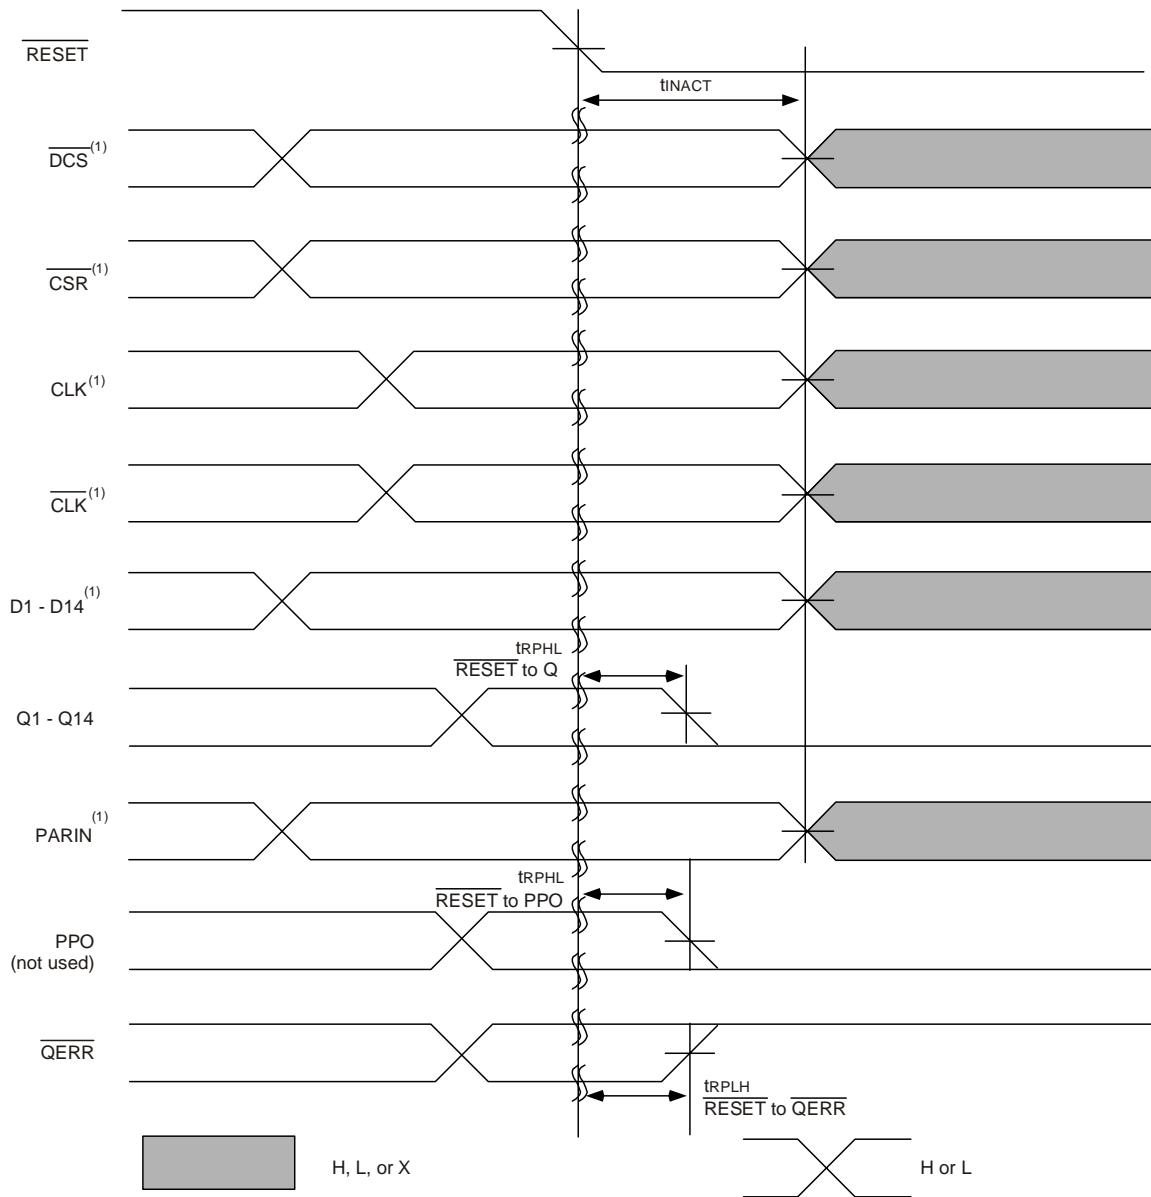 RESET
tINACT
DCS(1)
CSR(1)
CLK(1)
CLK(1)
D1 - D14(1)
tRPHL
RESET to Q
Q1 - Q14
PARIN(1)
tRPHL
RESET to PPO
PPO
(not used)
QERR
tRPLH
RESET to QERR
H, L, or X
H or L